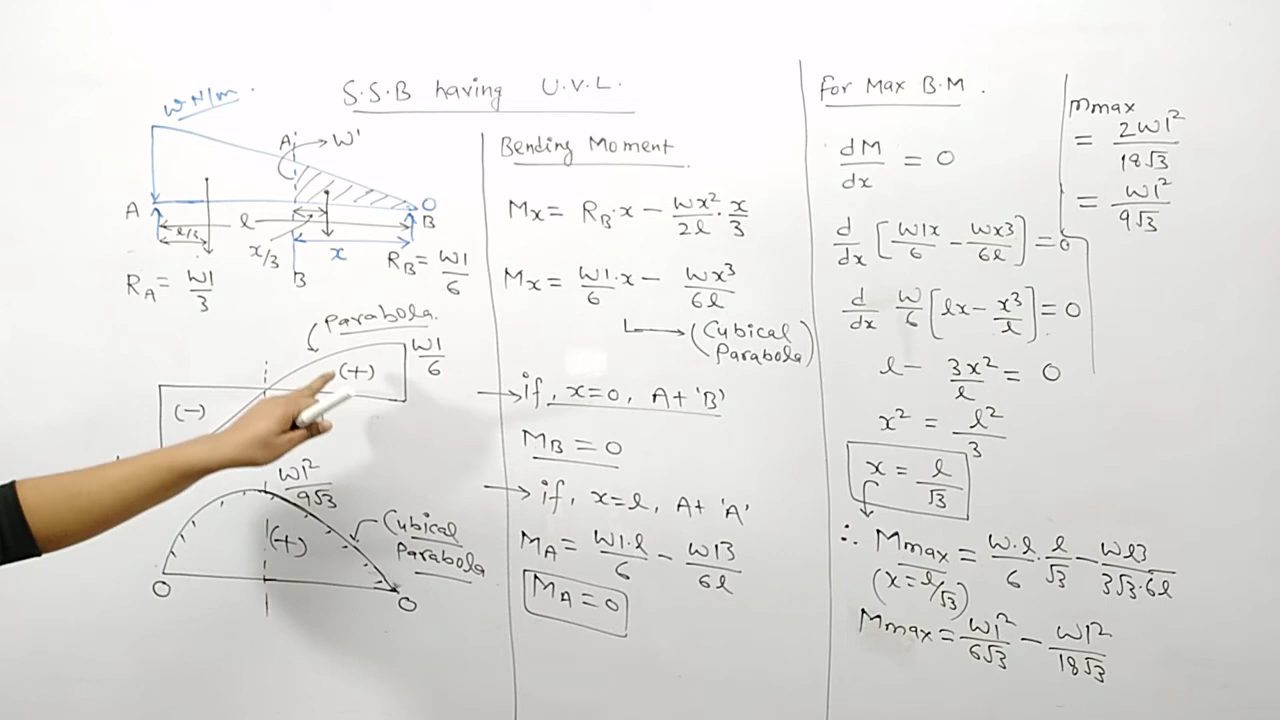 S.S.B having U.V.L.
W N/m.
A' → W'
A
O
l
B
l/3
x/3
x
B
R_A = Wl/3
R_B = Wl/6
Parabola.
Wl/6
(+)
(-)
Wl²/9√3
(+)
Cubical
Parabola
O
O
Bending Moment
Mx = R_B·x - Wx²/2l · x/3
Mx = Wl/6·x - Wx³/6l
(Cubical
Parabola)
→ if, x=0, At 'B'
M_B = 0
→ if, x=l, At 'A'
M_A = Wl·l/6 - Wl3/6l
M_A = 0
For Max B.M.
dM/dx = 0
d/dx [Wlx/6 - Wx3/6l] = 0
d/dx W/6 [lx - x³/l] = 0
l - 3x²/l = 0
x² = l²/3
x = l/√3
∴ Mmax = W·l/6 · l/√3 - Wl3/3√3·6l
(x = l/√3)
Mmax = Wl²/6√3 - Wl²/18√3
Mmax
= 2Wl²/18√3
= Wl²/9√3